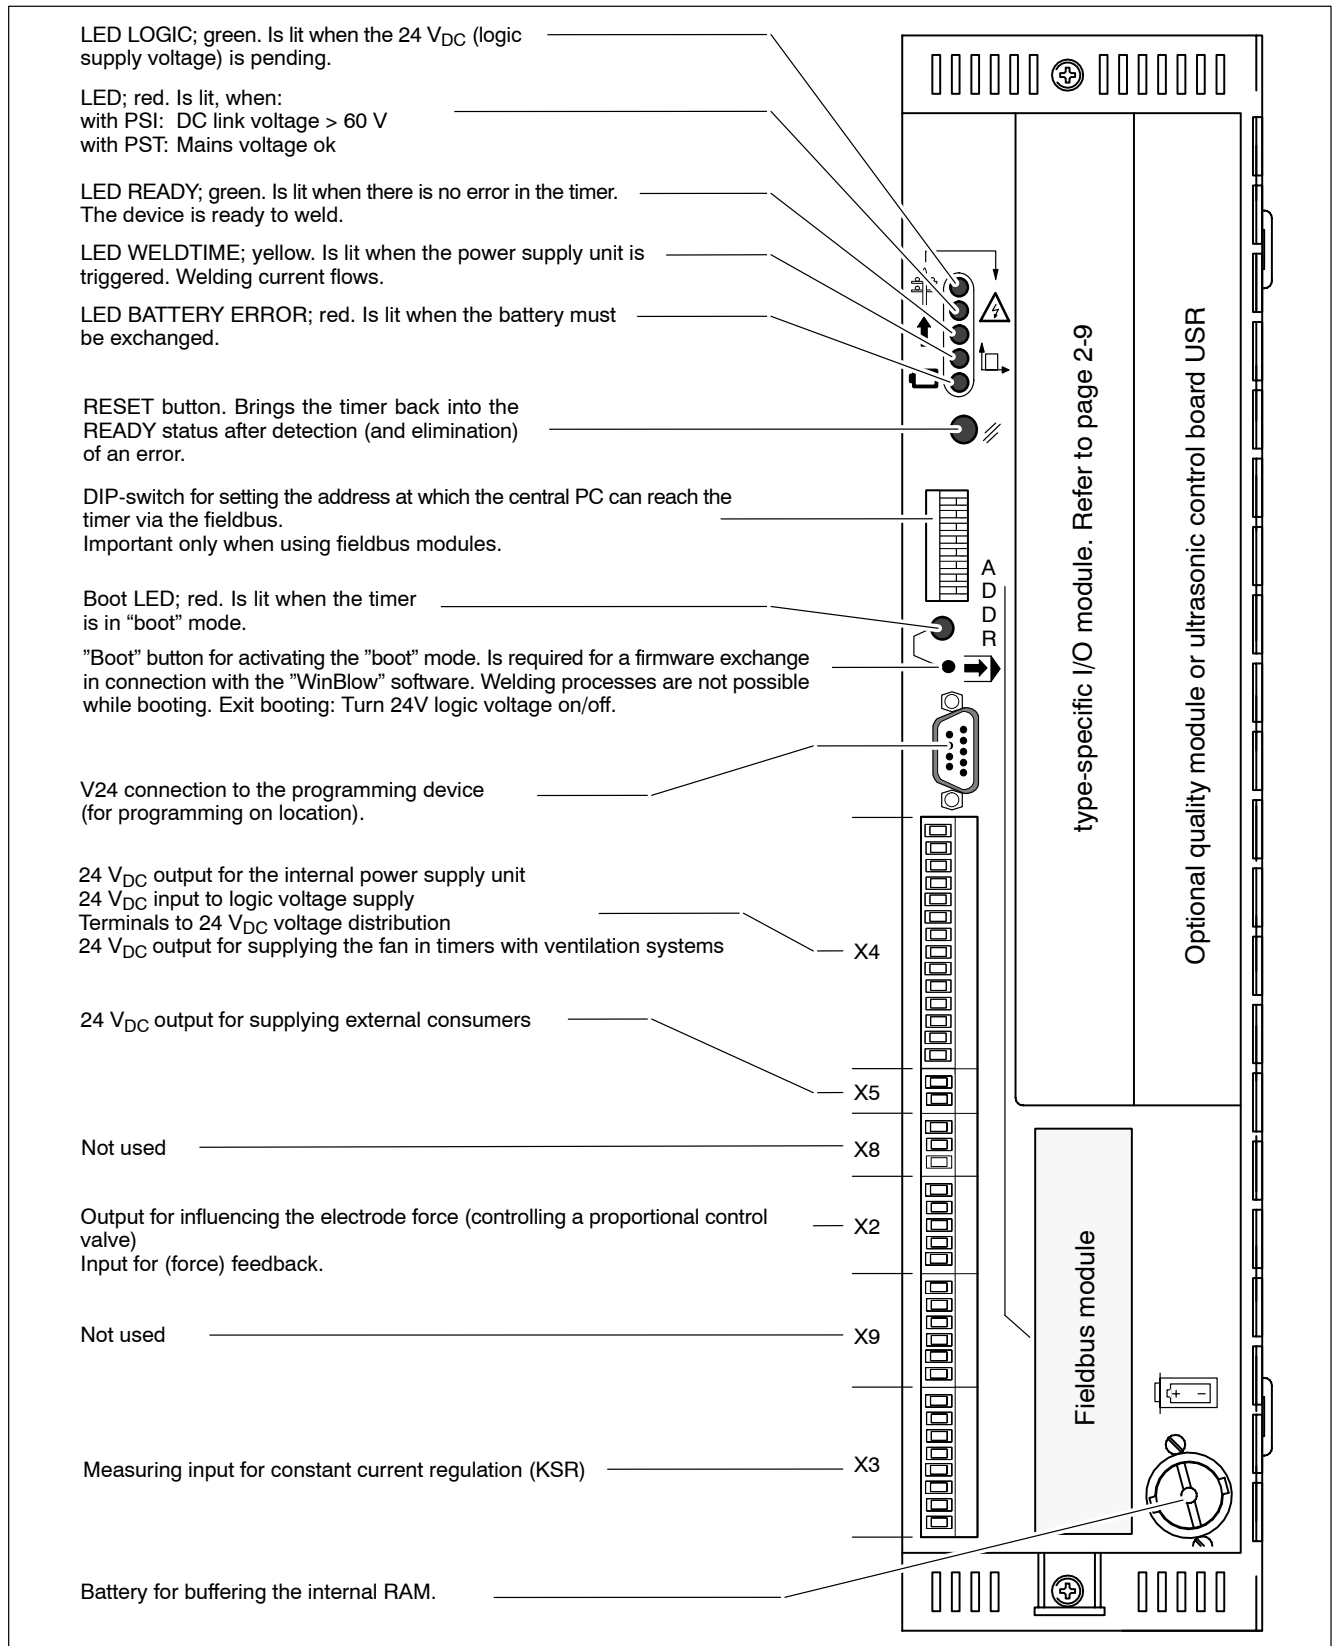 LED LOGIC; green. Is lit when the 24 VDC (logic
supply voltage) is pending.
LED; red. Is lit, when:
with PSI: DC link voltage > 60 V
with PST: Mains voltage ok
LED READY; green. Is lit when there is no error in the timer.
The device is ready to weld.
LED WELDTIME; yellow. Is lit when the power supply unit is
triggered. Welding current flows.
LED BATTERY ERROR; red. Is lit when the battery must
be exchanged.
RESET button. Brings the timer back into the
READY status after detection (and elimination)
of an error.
DIP-switch for setting the address at which the central PC can reach the
timer via the fieldbus.
Important only when using fieldbus modules.
Boot LED; red. Is lit when the timer
is in “boot” mode.
”Boot” button for activating the ”boot” mode. Is required for a firmware exchange
in connection with the ”WinBlow” software. Welding processes are not possible
while booting. Exit booting: Turn 24V logic voltage on/off.
V24 connection to the programming device
(for programming on location).
24 VDC output for the internal power supply unit
24 VDC input to logic voltage supply
Terminals to 24 VDC voltage distribution
24 VDC output for supplying the fan in timers with ventilation systems
X4
24 VDC output for supplying external consumers
X5
Not used
X8
Output for influencing the electrode force (controlling a proportional control
valve)
Input for (force) feedback.
X2
Not used
X9
Measuring input for constant current regulation (KSR)
X3
Battery for buffering the internal RAM.
A
D
D
R
type-specific I/O module. Refer to page 2-9
Optional quality module or ultrasonic control board USR
Fieldbus module
+ −